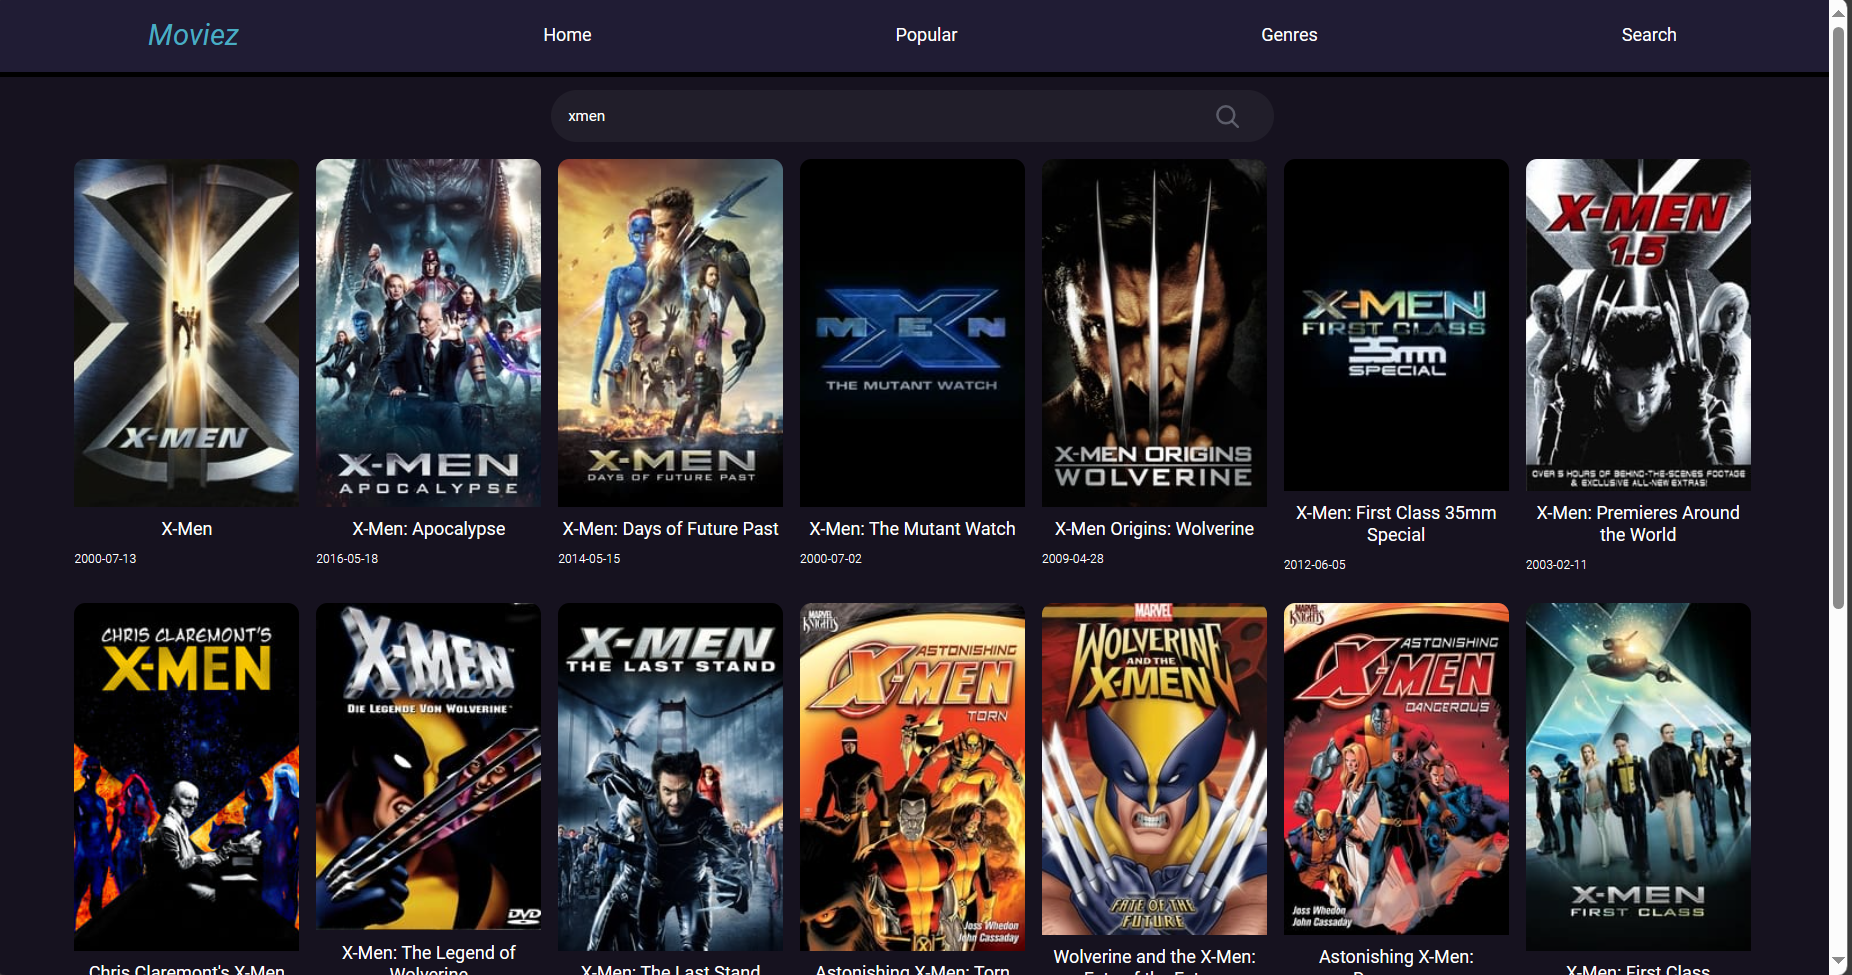 Moviez
Home
Popular
Genres
Search
xmen
X-MEN
X-MEN
APOCALYPSE
X-MEN
DAYS OF FUTURE PAST
X
MEN
THE MUTANT WATCH
X-MEN ORIGINS
WOLVERINE
X-MEN
FIRST CLASS
35mm
SPECIAL
X-MEN
1.5
OVER 5 HOURS OF BEHIND-THE-SCENES FOOTAGE
& EXCLUSIVE ALL-NEW EXTRAS!
X-Men
2000-07-13
X-Men: Apocalypse
2016-05-18
X-Men: Days of Future Past
2014-05-15
X-Men: The Mutant Watch
2000-07-02
X-Men Origins: Wolverine
2009-04-28
X-Men: First Class 35mm
Special
2012-06-05
X-Men: Premieres Around
the World
2003-02-11
CHRIS CLAREMONT'S
X-MEN
X-MEN
DIE LEGENDE VON WOLVERINE
DVD
X-MEN
THE LAST STAND
MARVEL
KNIGHTS
ASTONISHING
X-MEN
TORN
Joss Whedon
John Cassaday
MARVEL
WOLVERINE
AND THE
X-MEN
FATE OF THE
FUTURE
MARVEL
KNIGHTS
ASTONISHING
X-MEN
DANGEROUS
Joss Whedon
John Cassaday
X-MEN
FIRST CLASS
Chris Claremont's X-Men
X-Men: The Legend of
Wolverine
X-Men: The Last Stand
Astonishing X-Men: Torn
Wolverine and the X-Men:
Fate of the Future
Astonishing X-Men:
X-Men: First Class